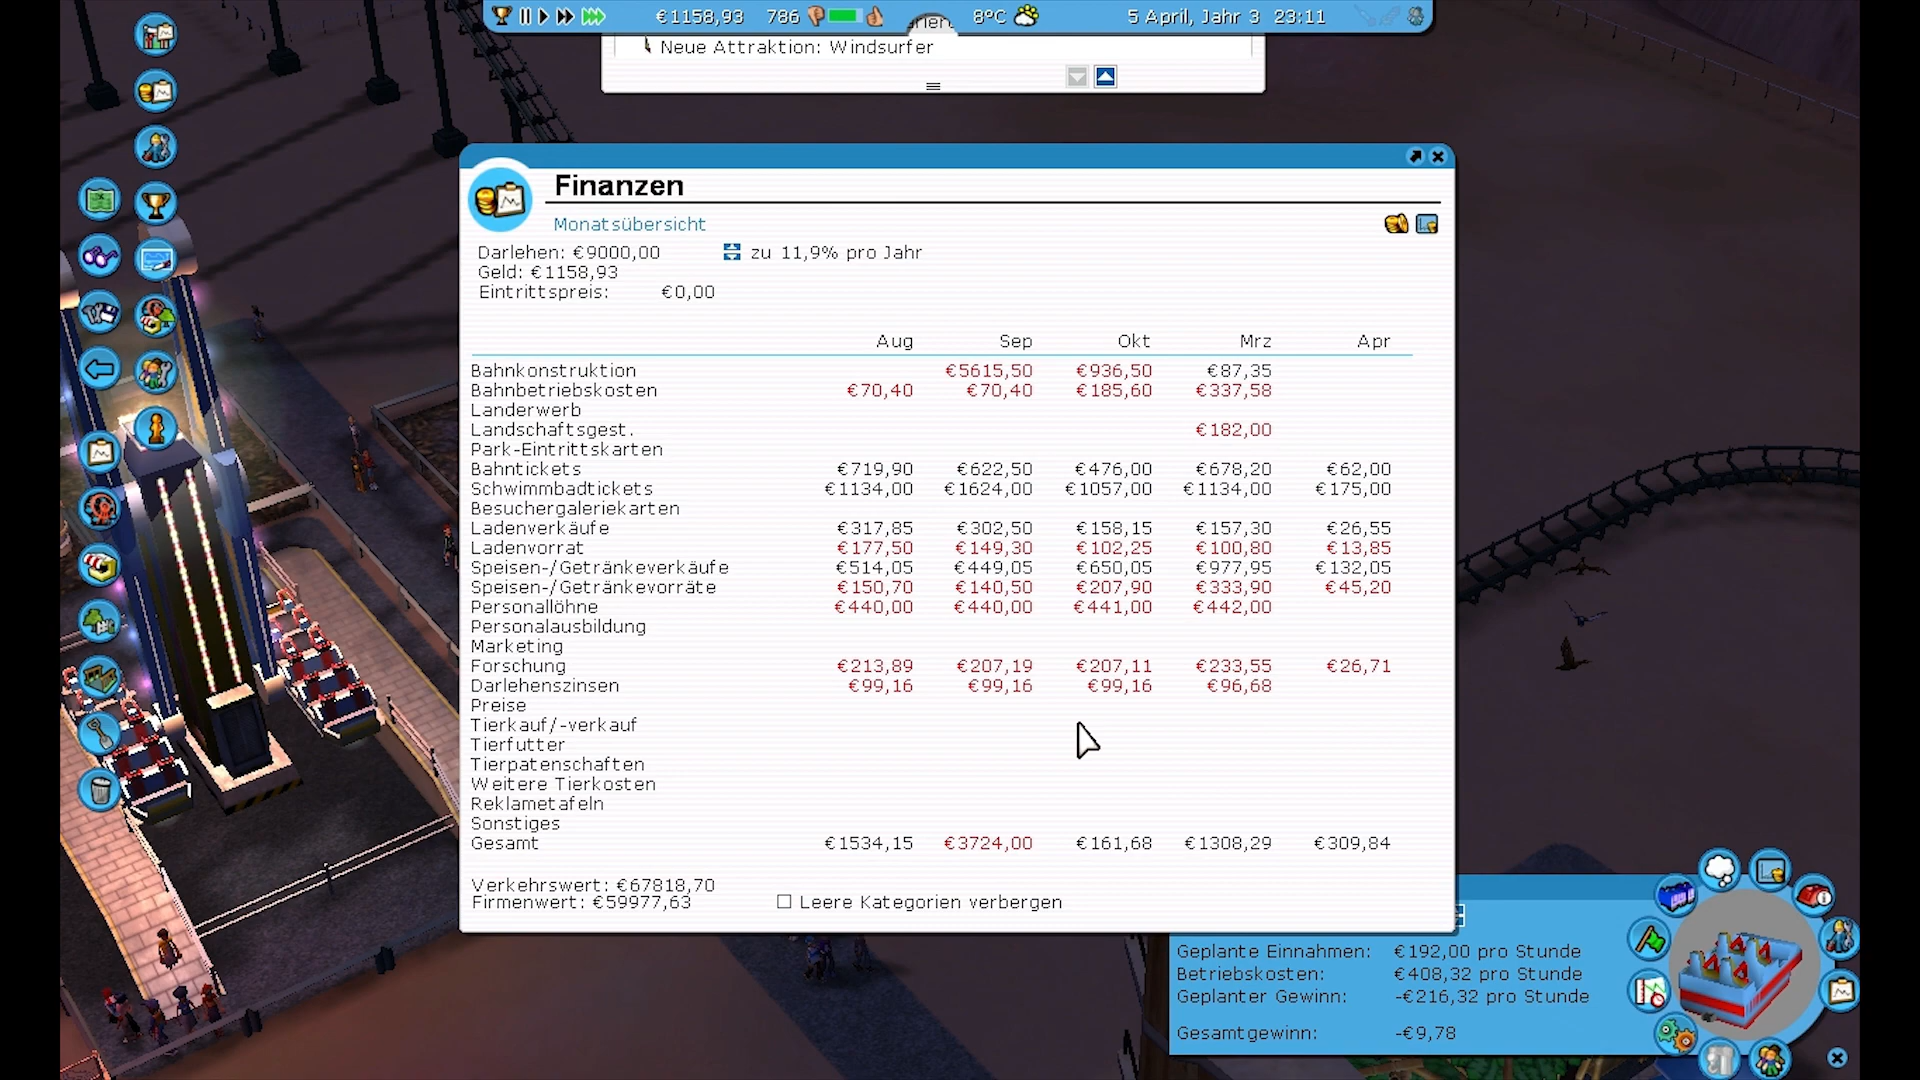 €1158,93 786 8°C 5 April, Jahr 3 23:11
Neue Attraktion: Windsurfer
Finanzen
Monatsübersicht
Darlehen: €9000,00 zu 11,9% pro Jahr
Geld: €1158,93
Eintrittspreis: €0,00
Aug Sep Okt Mrz Apr
Bahnkonstruktion €5615,50 €936,50 €87,35
Bahnbetriebskosten €70,40 €70,40 €185,60 €337,58
Landerwerb
Landschaftsgest. €182,00
Park-Eintrittskarten
Bahntickets €719,90 €622,50 €476,00 €678,20 €62,00
Schwimmbadtickets €1134,00 €1624,00 €1057,00 €1134,00 €175,00
Besuchergaleriekarten
Ladenverkäufe €317,85 €302,50 €158,15 €157,30 €26,55
Ladenvorrat €177,50 €149,30 €102,25 €100,80 €13,85
Speisen-/Getränkeverkäufe €514,05 €449,05 €650,05 €977,95 €132,05
Speisen-/Getränkevorräte €150,70 €140,50 €207,90 €333,90 €45,20
Personallöhne €440,00 €440,00 €441,00 €442,00
Personalausbildung
Marketing
Forschung €213,89 €207,19 €207,11 €233,55 €26,71
Darlehenszinsen €99,16 €99,16 €99,16 €96,68
Preise
Tierkauf/-verkauf
Tierfutter
Tierpatenschaften
Weitere Tierkosten
Reklametafeln
Sonstiges
Gesamt €1534,15 €3724,00 €161,68 €1308,29 €309,84
Verkehrswert: €67818,70
Firmenwert: €59977,63 Leere Kategorien verbergen
Geplante Einnahmen: €192,00 pro Stunde
Betriebskosten: €408,32 pro Stunde
Geplanter Gewinn: -€216,32 pro Stunde
Gesamtgewinn: -€9,78